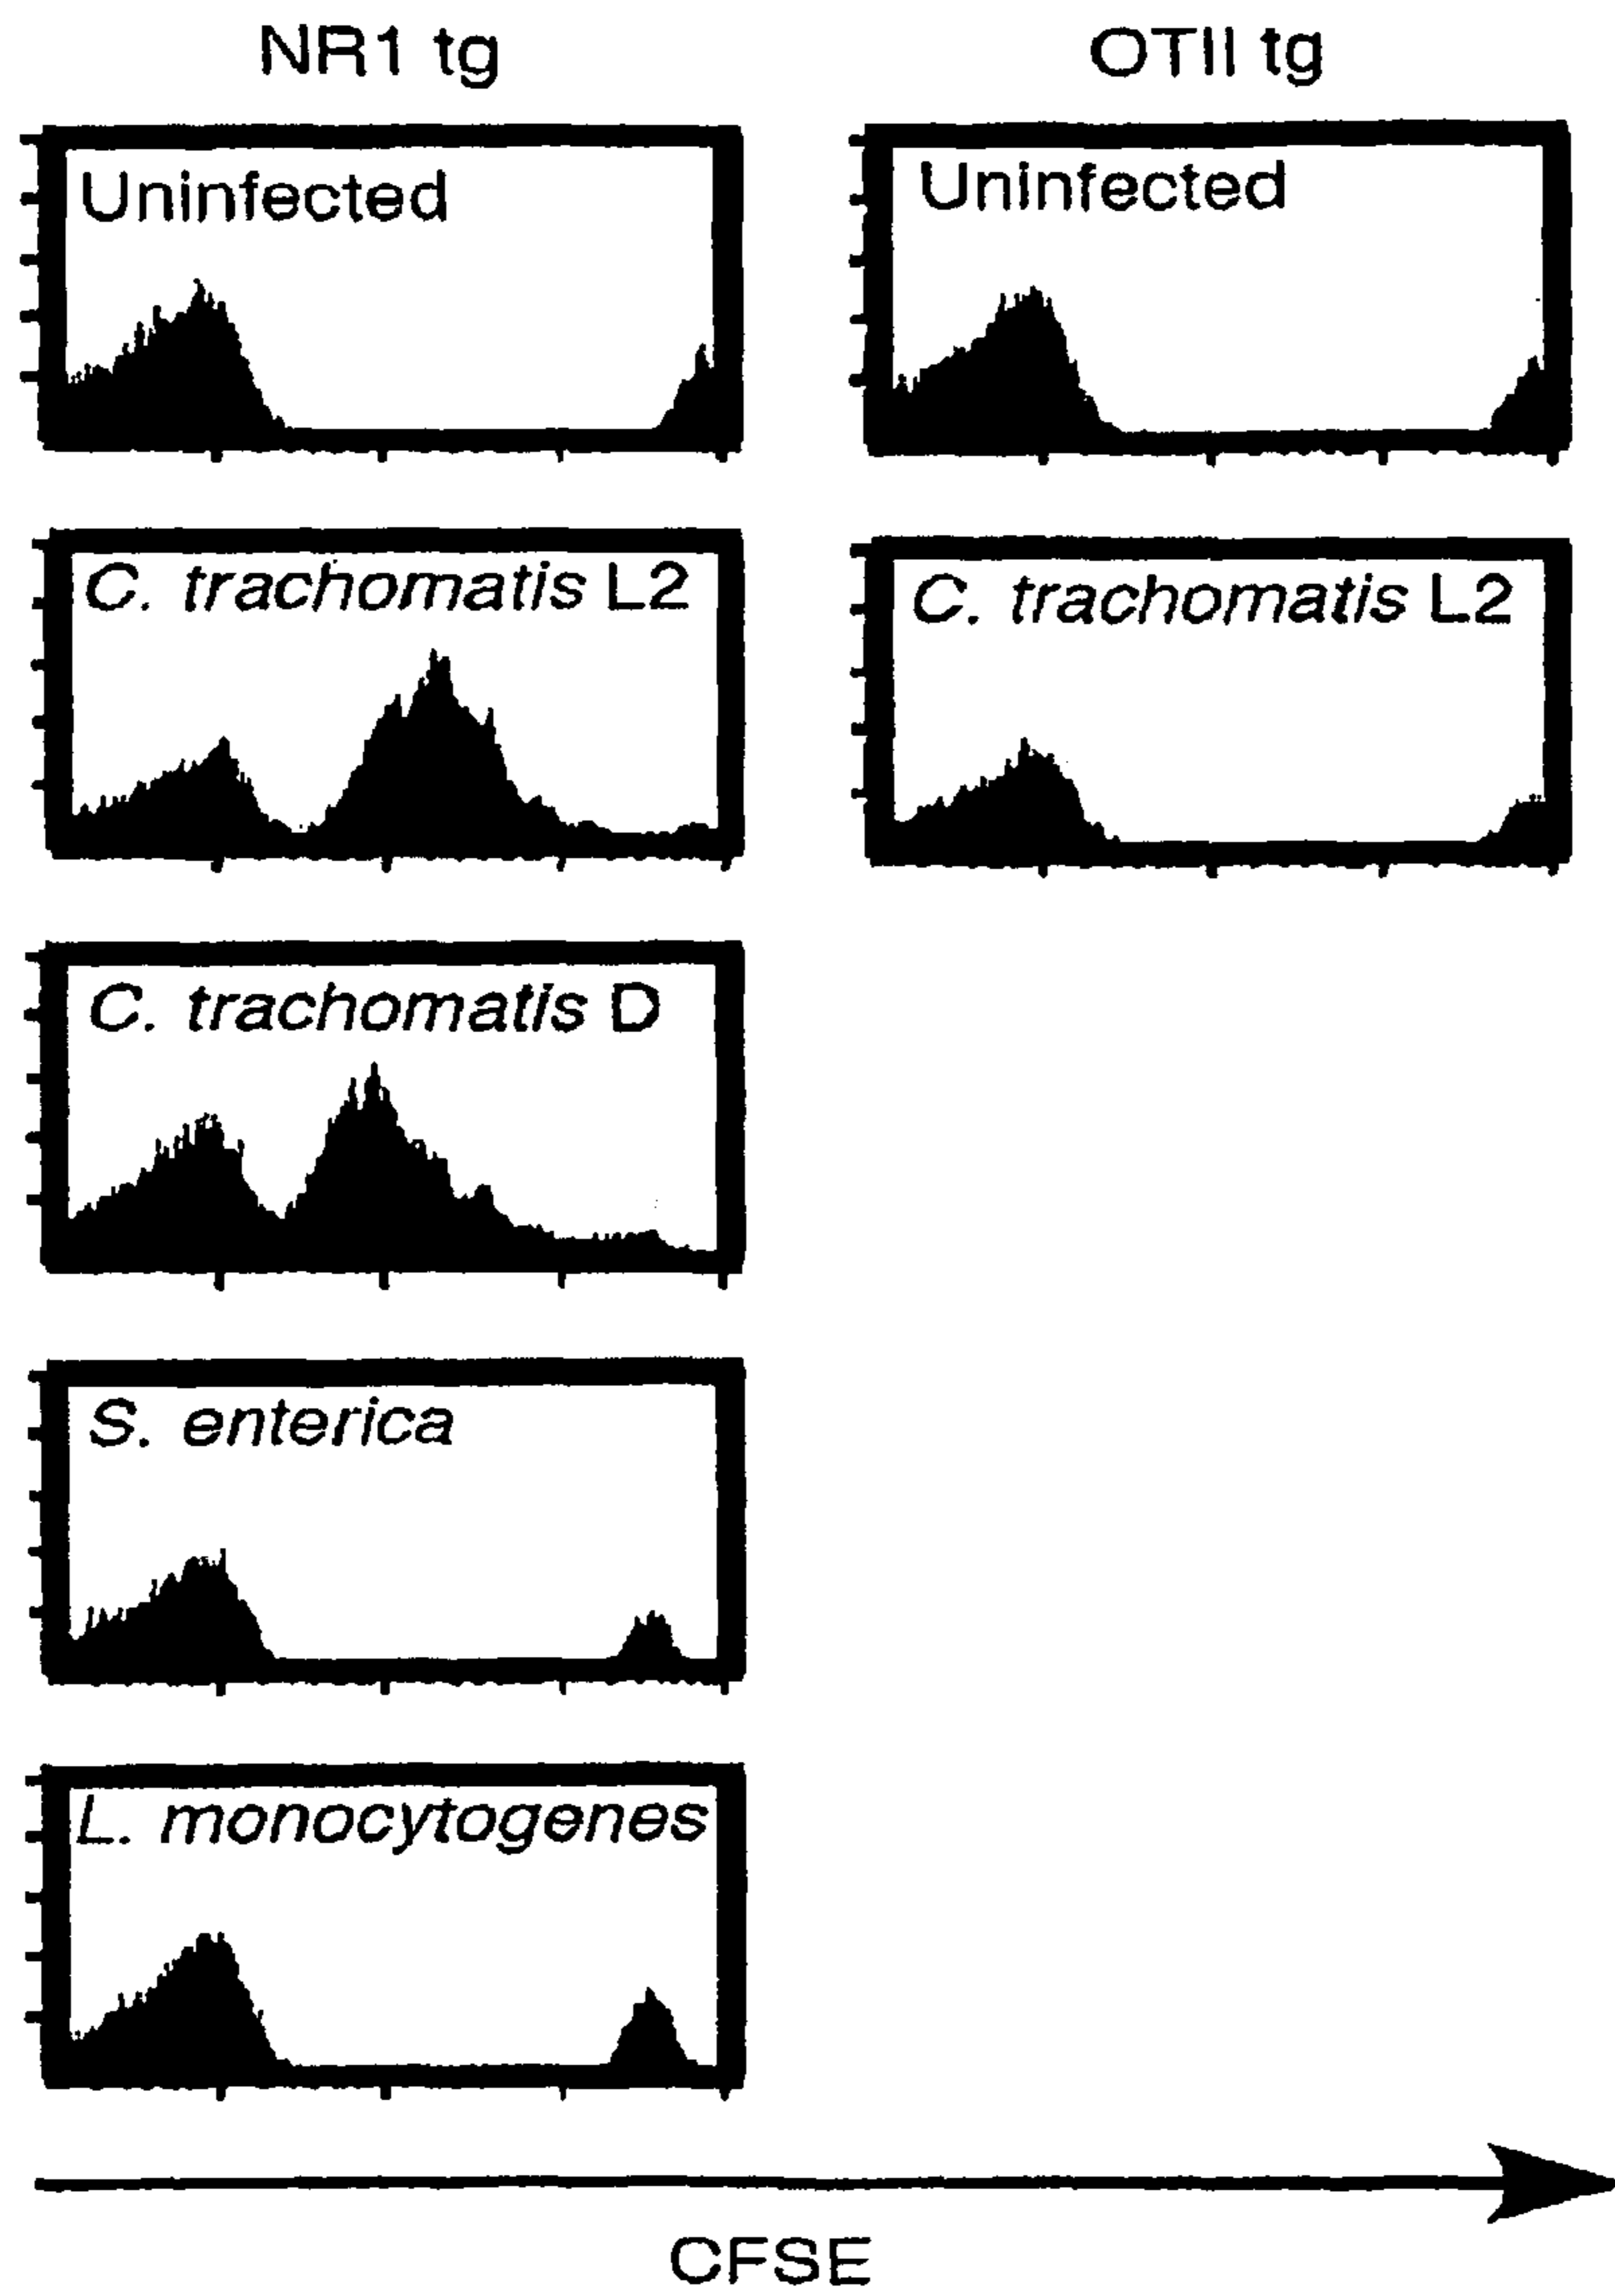 NR1 tg
OTII tg
Uninfected
Uninfected
C. trachomatis L2
C. trachomatis L2
C. trachomatis D
S. enterica
L. monocytogenes
CFSE